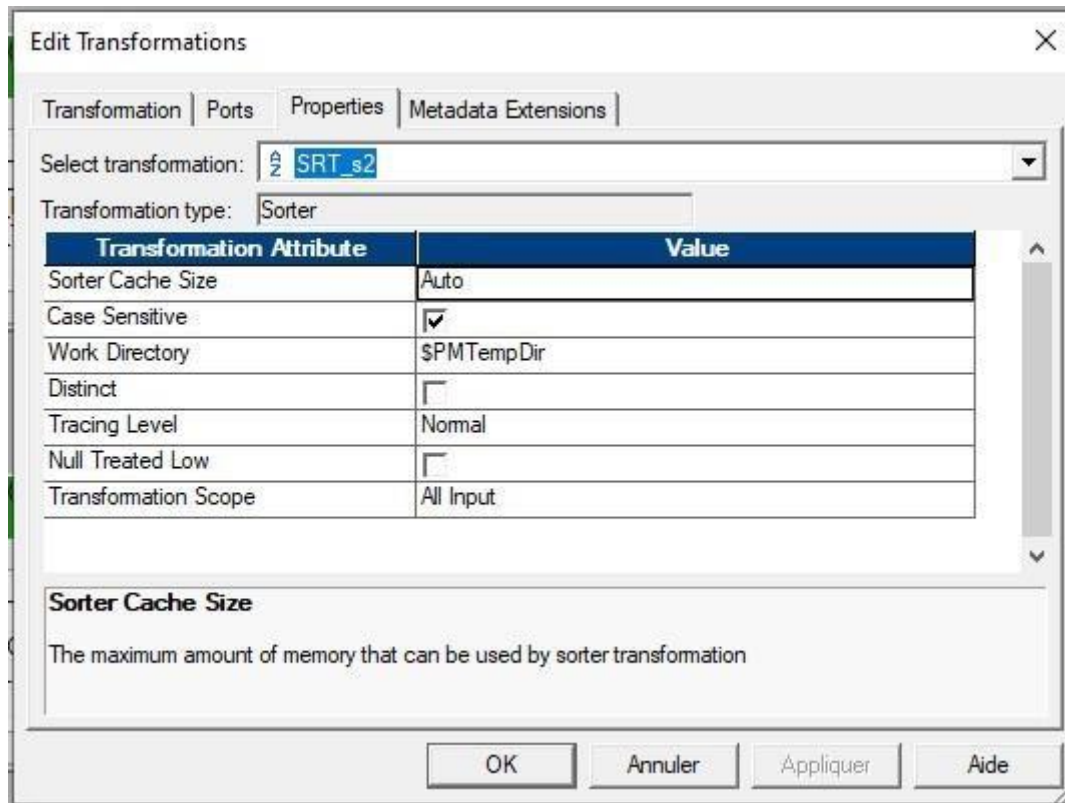 Edit Transformations
Transformation Ports Properties Metadata Extensions
Select transformation: SRT_s2
Transformation type: Sorter
Transformation Attribute Value
Sorter Cache Size Auto
Case Sensitive
Work Directory $PMTempDir
Distinct
Tracing Level Normal
Null Treated Low
Transformation Scope All Input
Sorter Cache Size
The maximum amount of memory that can be used by sorter transformation
OK Annuler Appliquer Aide